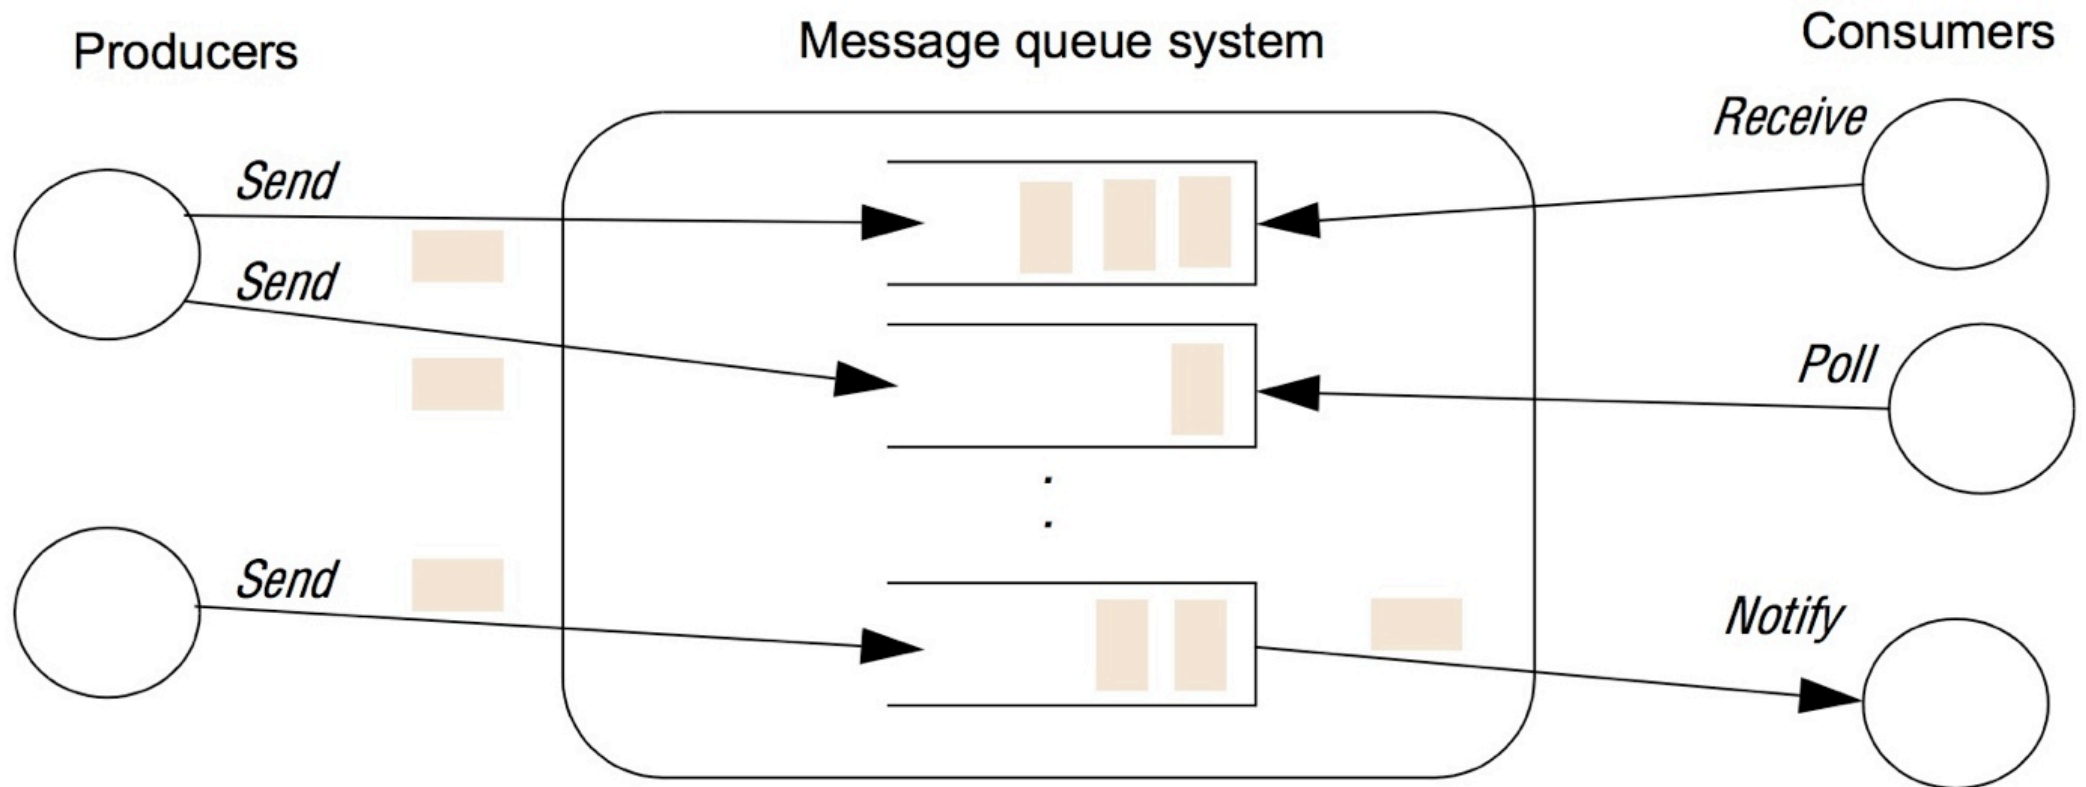 Producers
Message queue system
Consumers
Receive
Send
Send
Poll
Send
Notify